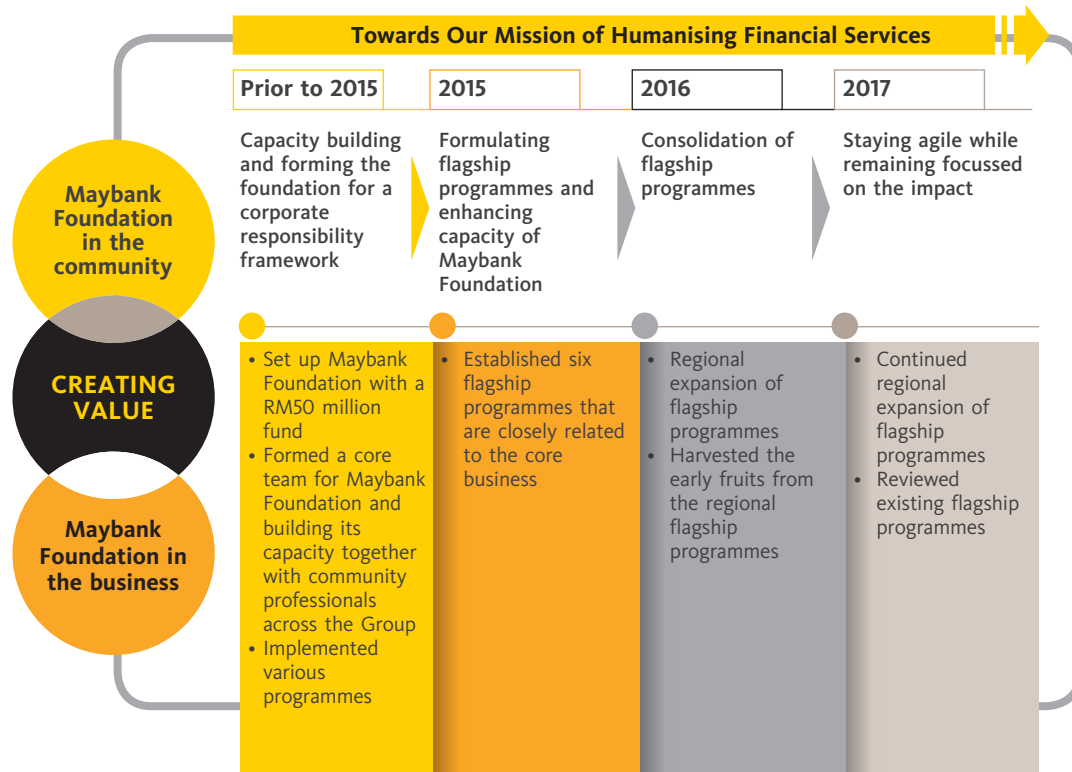 Towards Our Mission of Humanising Financial Services
Prior to 2015
2015
2016
2017
Capacity building
and forming the
foundation for a
corporate
responsibility
framework
Formulating
flagship
programmes and
enhancing
capacity of
Maybank
Foundation
Consolidation of
flagship
programmes
Staying agile while
remaining focussed
on the impact
Maybank
Foundation
in the
community
CREATING
VALUE
Maybank
Foundation in
the business
• Set up Maybank
Foundation with a
RM50 million
fund
• Formed a core
team for Maybank
Foundation and
building its
capacity together
with community
professionals
across the Group
• Implemented
various
programmes
• Established six
flagship
programmes that
are closely related
to the core
business
• Regional
expansion of
flagship
programmes
• Harvested the
early fruits from
the regional
flagship
programmes
• Continued
regional
expansion of
flagship
programmes
• Reviewed
existing flagship
programmes